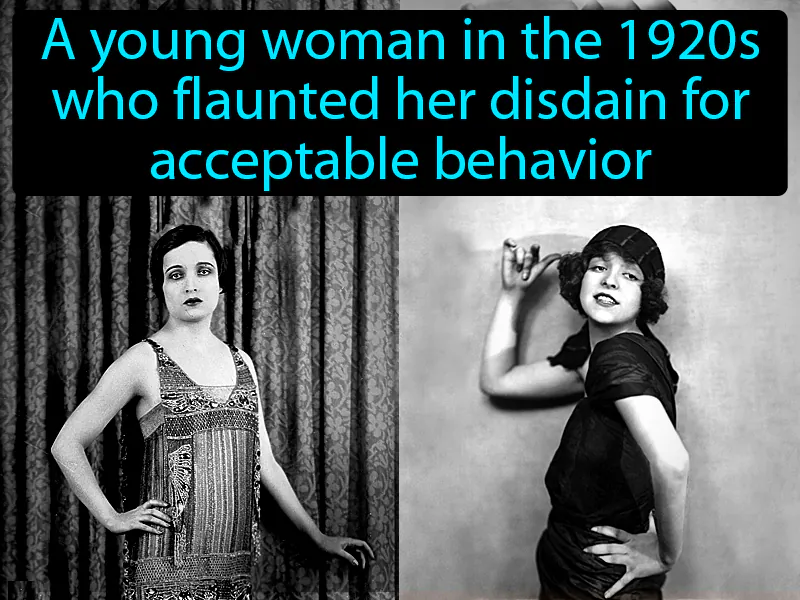 A young woman in the 1920s
who flaunted her disdain for
acceptable behavior